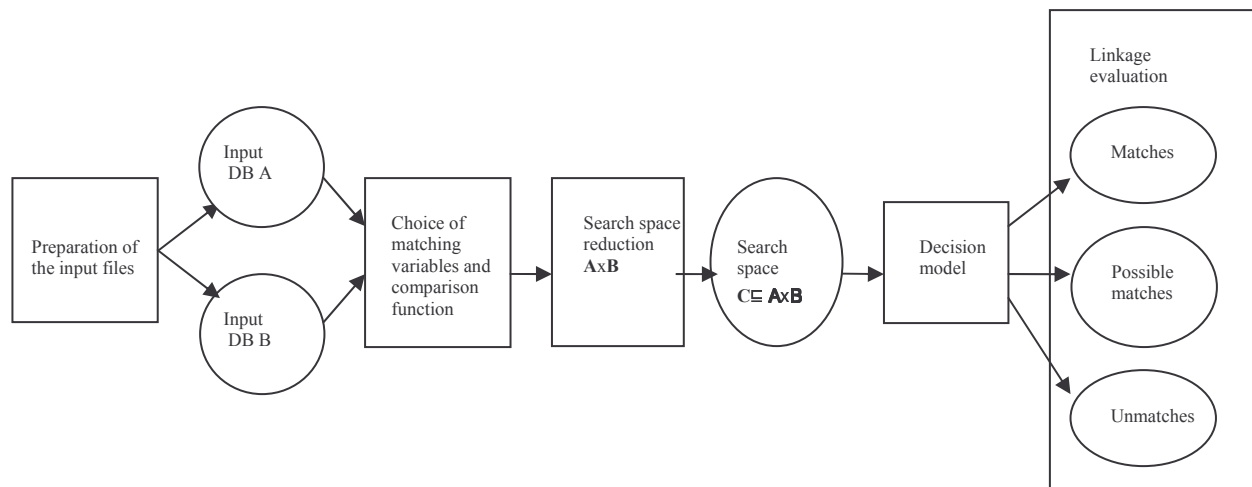 Preparation of
the input files
Input
DB A
Input
DB B
Choice of
matching
variables and
comparison
function
Search space
reduction
AxB
Search
space
C⊑ AxB
Decision
model
Linkage
evaluation
Matches
Possible
matches
Unmatches